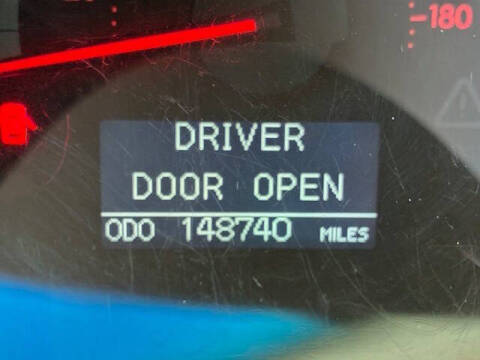 -180
DRIVER
DOOR OPEN
ODO 148740 MILES